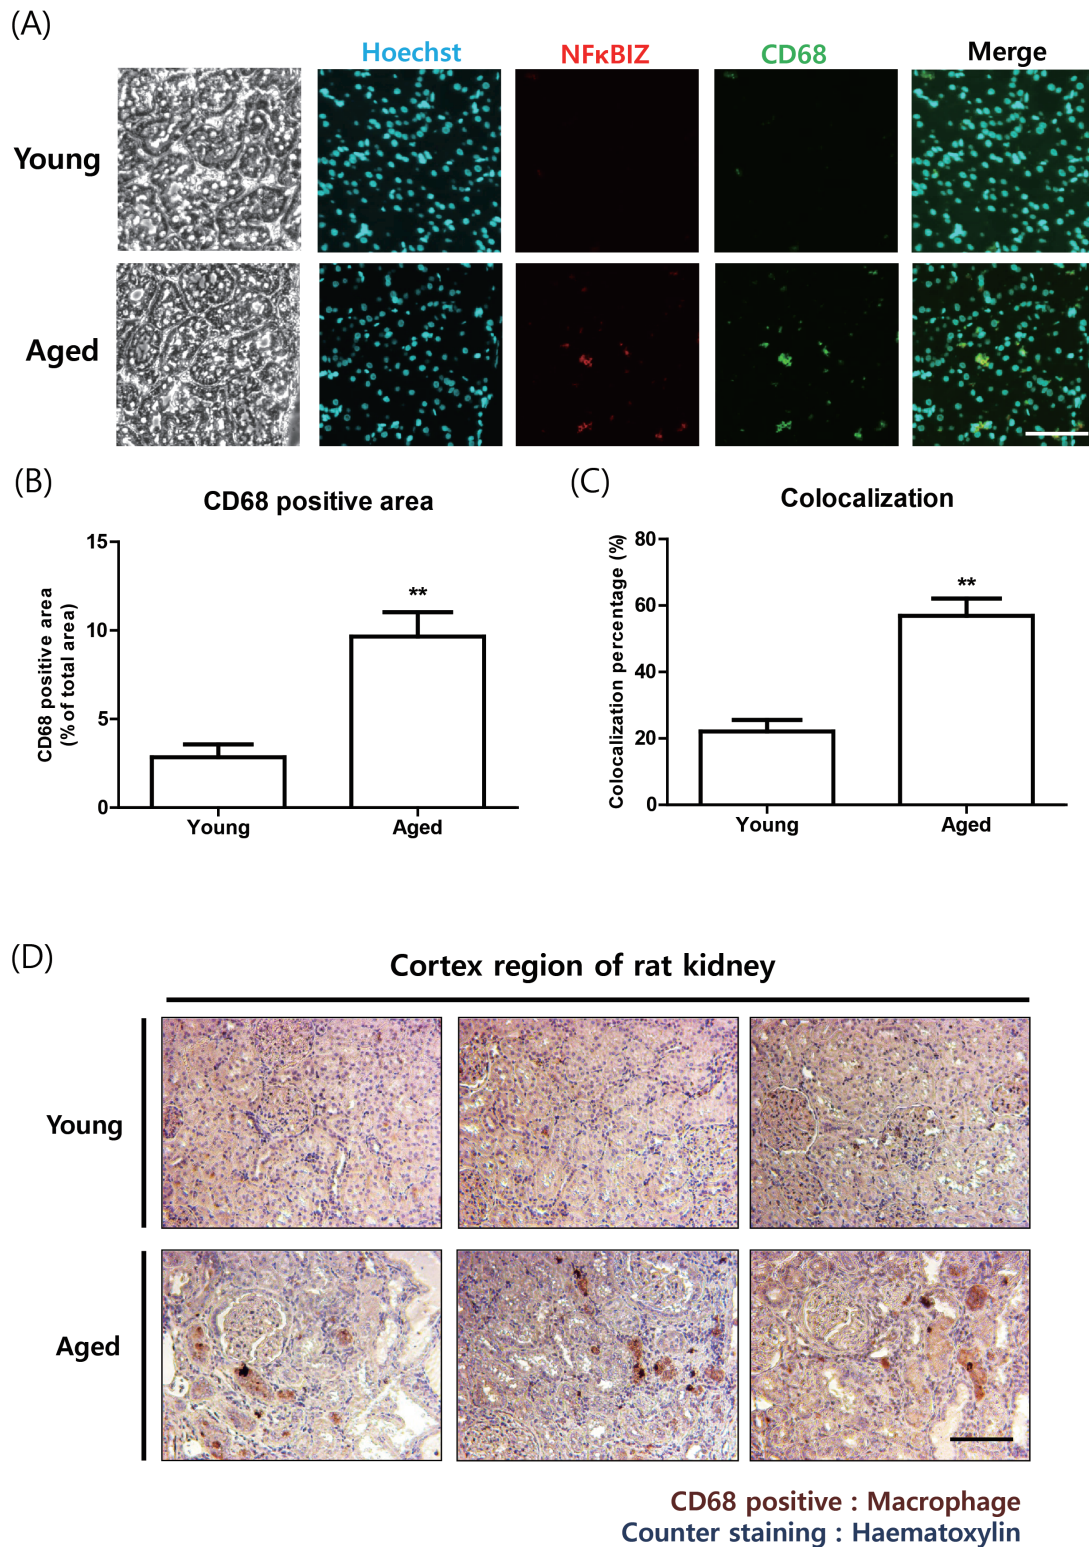 (A)
Hoechst NFκBIZ CD68 Merge
Young
Aged
(B)
CD68 positive area
CD68 positive area
(% of total area)
15
10
5
0
**
Young Aged
(C)
Colocalization
Colocalization percentage (%)
80
60
40
20
0
**
Young Aged
(D)
Cortex region of rat kidney
Young
Aged
CD68 positive : Macrophage
Counter staining : Haematoxylin